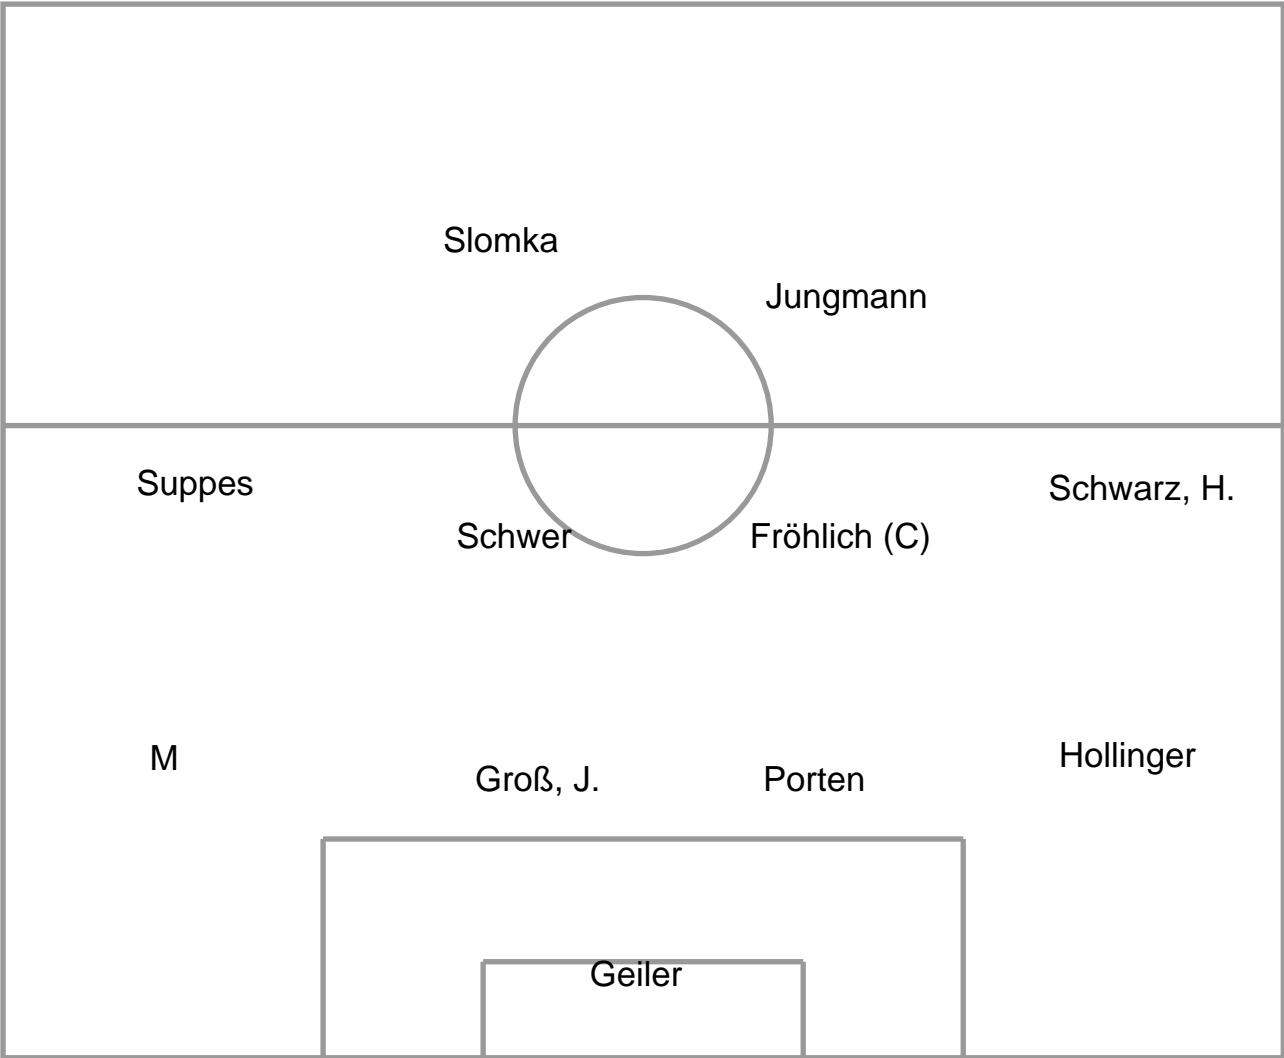 Slomka
Jungmann
Suppes
Schwarz, H.
Schwer
Fröhlich (C)
M
Hollinger
Groß, J.
Porten
Geiler